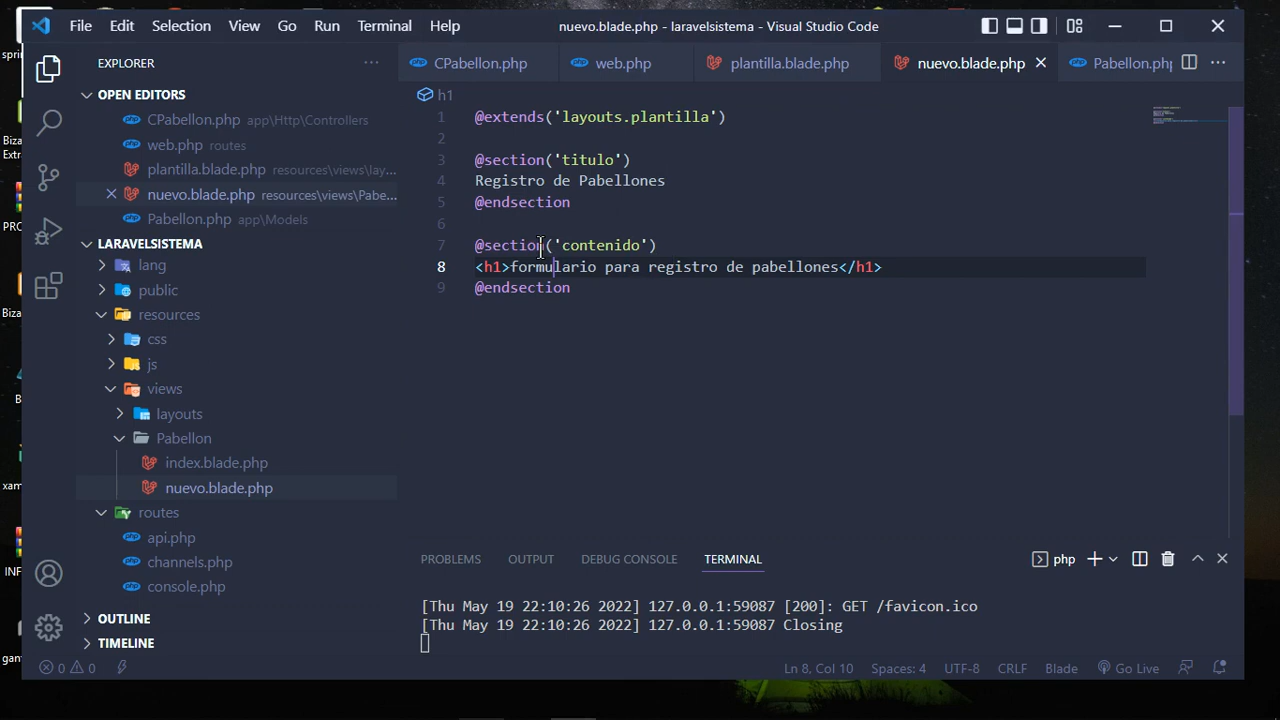 File Edit Selection View Go Run Terminal Help nuevo.blade.php - laravelsistema - Visual Studio Code
EXPLORER
CPabellon.php web.php plantilla.blade.php nuevo.blade.php Pabellon.php
OPEN EDITORS
CPabellon.php app\Http\Controllers
web.php routes
plantilla.blade.php resources\views\lay...
nuevo.blade.php resources\views\Pabe...
Pabellon.php app\Models
LARAVELSISTEMA
lang
public
resources
css
js
views
layouts
Pabellon
index.blade.php
nuevo.blade.php
routes
api.php
channels.php
console.php
OUTLINE
TIMELINE
h1
1 @extends('layouts.plantilla')
2
3 @section('titulo')
4 Registro de Pabellones
5 @endsection
6
7 @section('contenido')
8 <h1>formulario para registro de pabellones</h1>
9 @endsection
PROBLEMS OUTPUT DEBUG CONSOLE TERMINAL php
[Thu May 19 22:10:26 2022] 127.0.0.1:59087 [200]: GET /favicon.ico
[Thu May 19 22:10:26 2022] 127.0.0.1:59087 Closing
0 0 Ln 8, Col 10 Spaces: 4 UTF-8 CRLF Blade Go Live